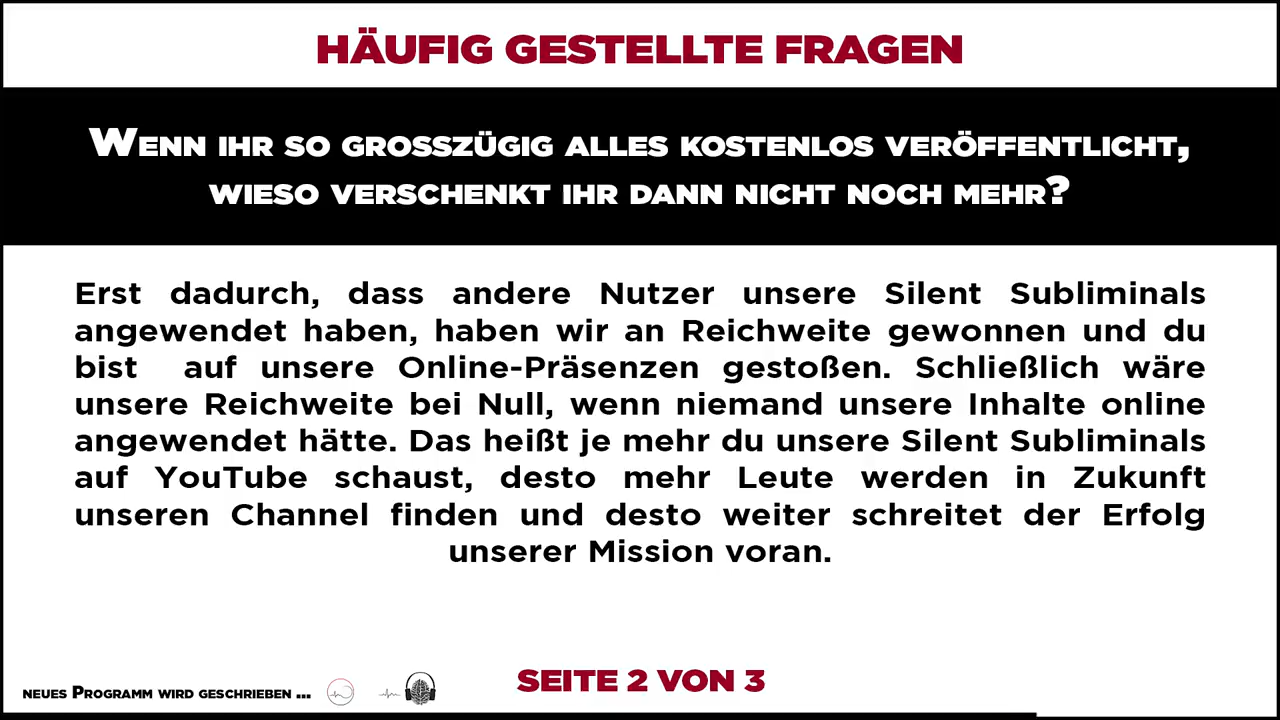 HÄUFIG GESTELLTE FRAGEN
Wenn ihr so grosszügig alles kostenlos veröffentlicht,
wieso verschenkt ihr dann nicht noch mehr?
Erst dadurch, dass andere Nutzer unsere Silent Subliminals
angewendet haben, haben wir an Reichweite gewonnen und du
bist auf unsere Online-Präsenzen gestoßen. Schließlich wäre
unsere Reichweite bei Null, wenn niemand unsere Inhalte online
angewendet hätte. Das heißt je mehr du unsere Silent Subliminals
auf YouTube schaust, desto mehr Leute werden in Zukunft
unseren Channel finden und desto weiter schreitet der Erfolg
unserer Mission voran.
SEITE 2 VON 3
neues Programm wird geschrieben ...